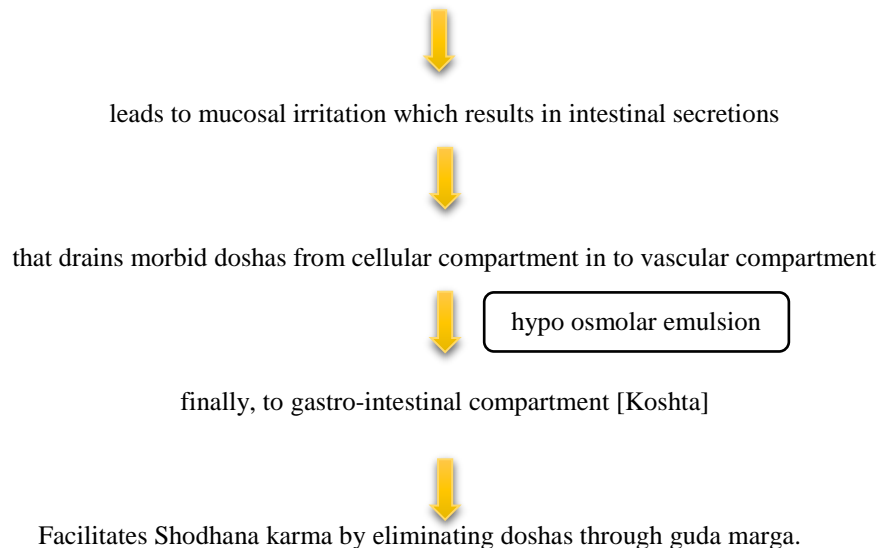 leads to mucosal irritation which results in intestinal secretions
that drains morbid doshas from cellular compartment in to vascular compartment
hypo osmolar emulsion
finally, to gastro-intestinal compartment [Koshta]
Facilitates Shodhana karma by eliminating doshas through guda marga.